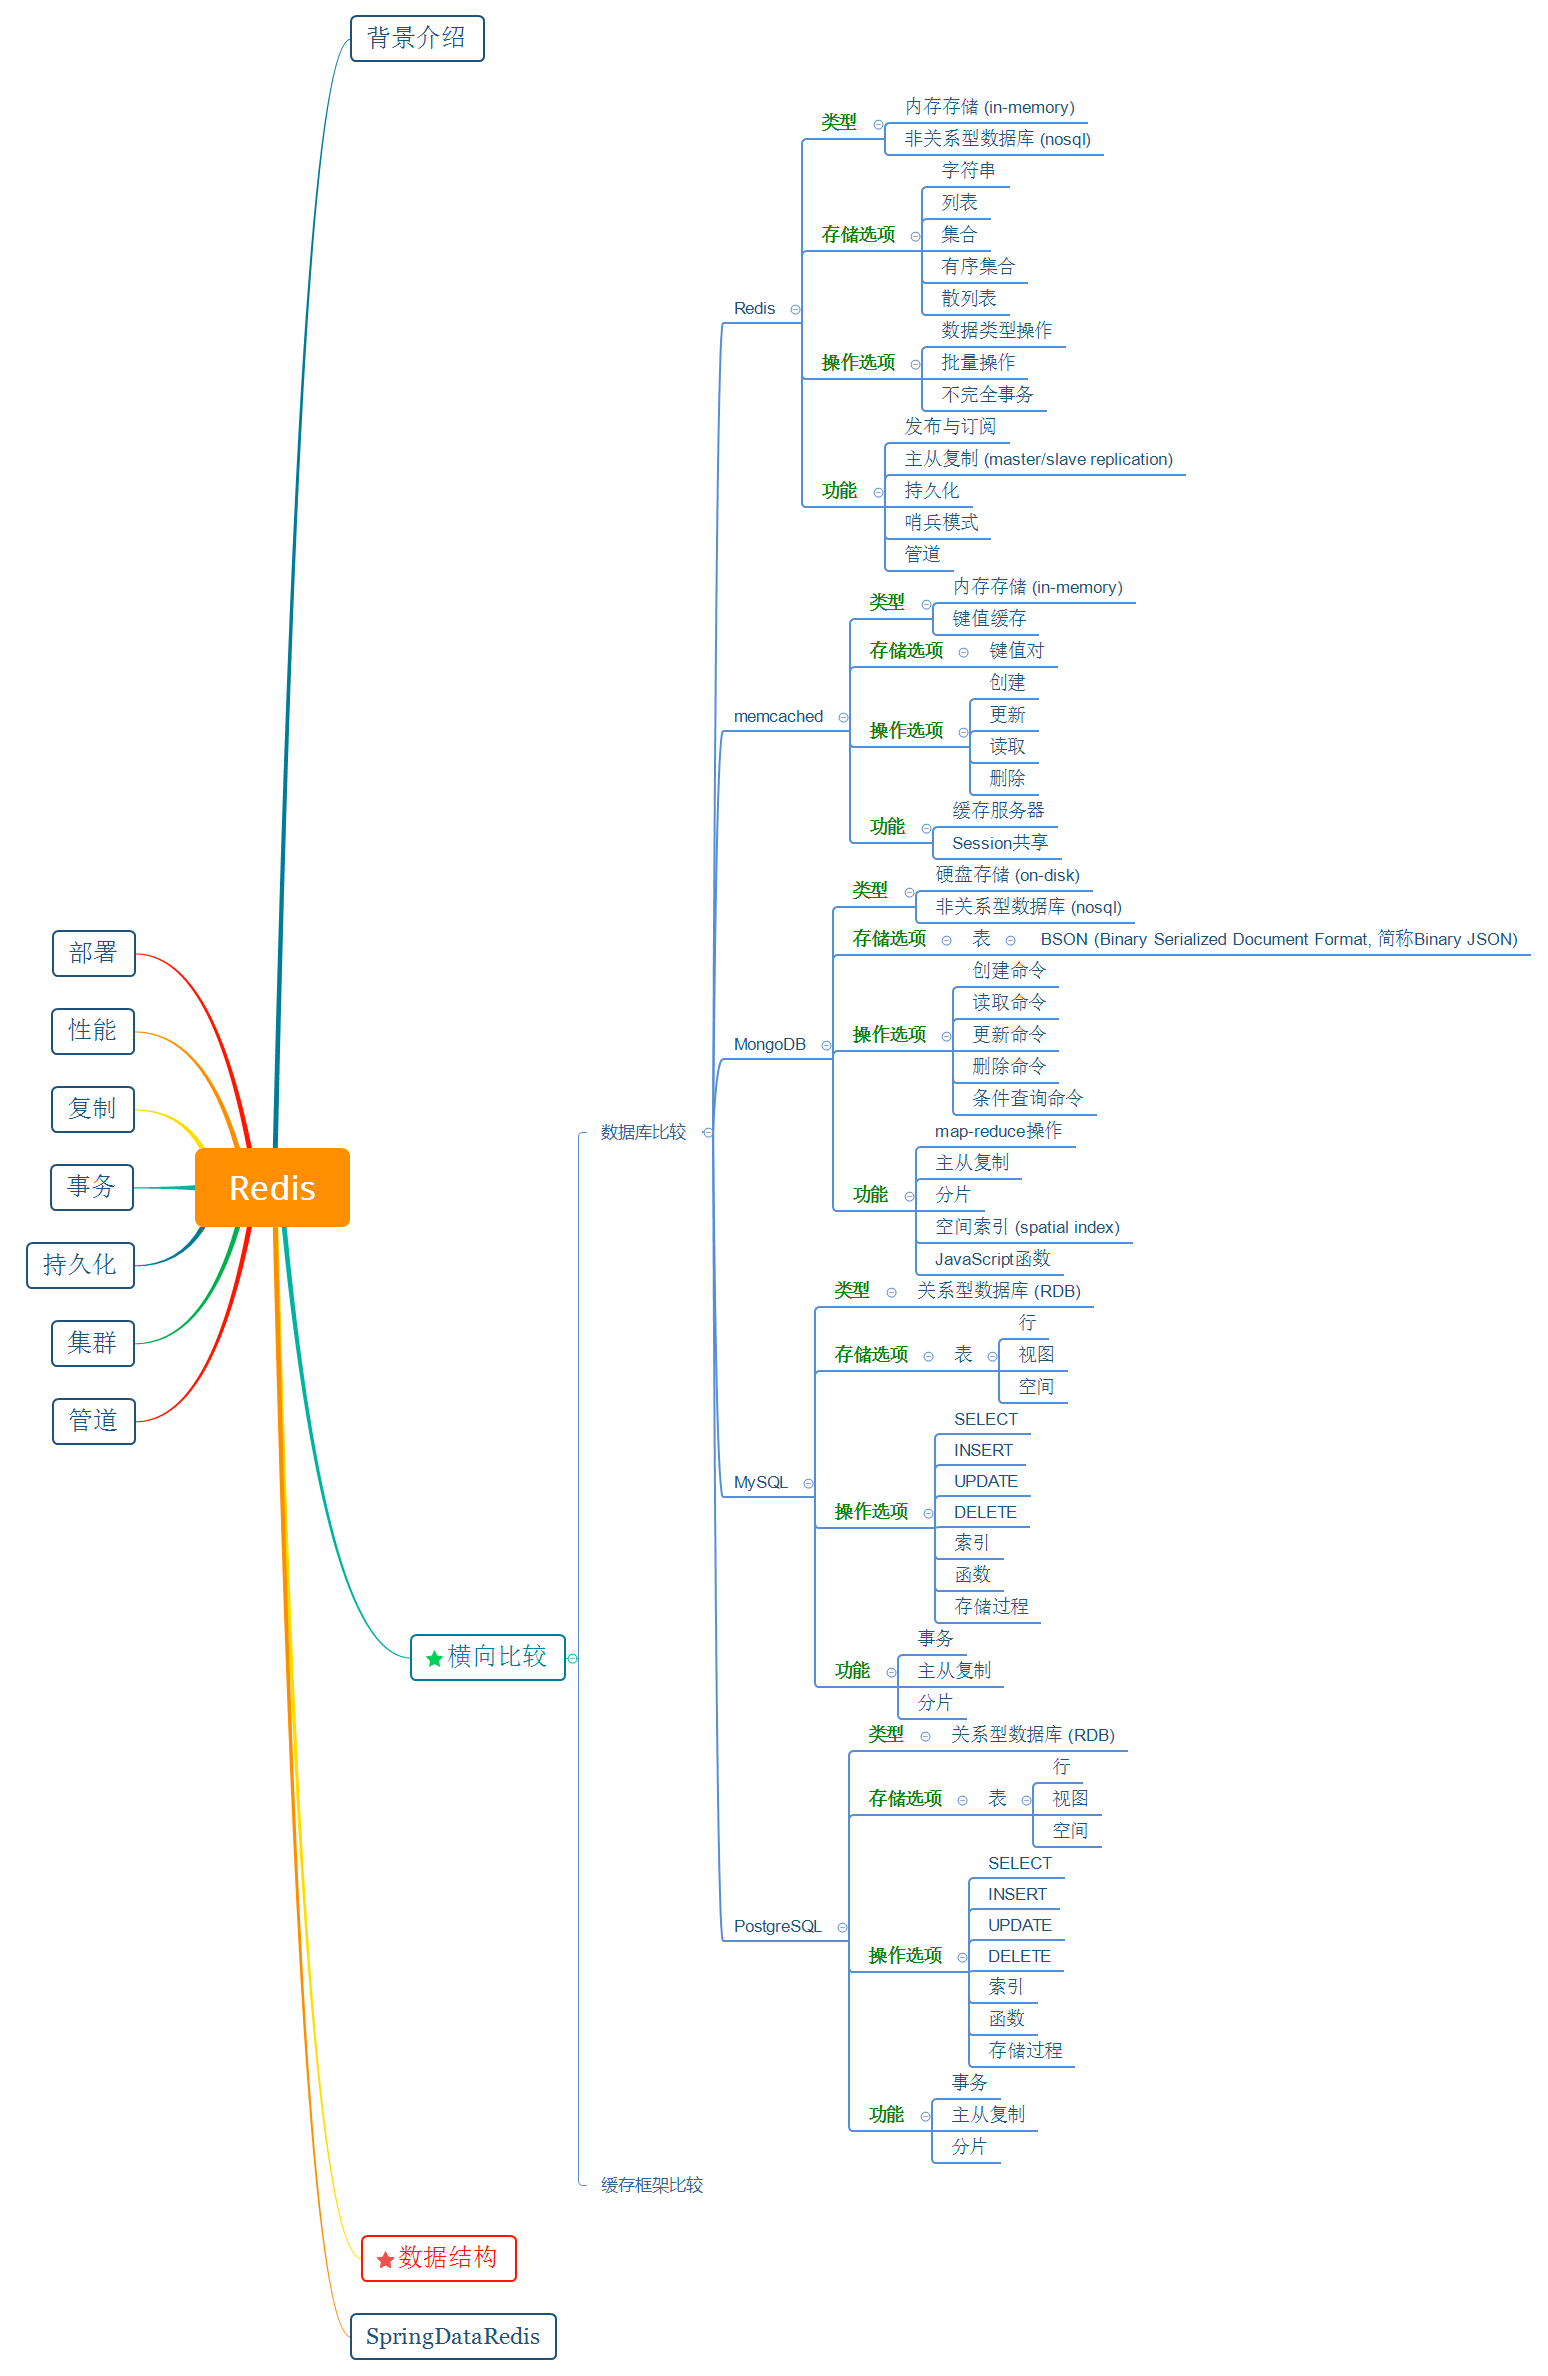 背景介绍
部署
性能
复制
事务
持久化
集群
管道
Redis
横向比较
数据库比较
Redis
类型
内存存储 (in-memory)
非关系型数据库 (nosql)
存储选项
字符串
列表
集合
有序集合
散列表
操作选项
数据类型操作
批量操作
不完全事务
功能
发布与订阅
主从复制 (master/slave replication)
持久化
哨兵模式
管道
memcached
类型
内存存储 (in-memory)
键值缓存
存储选项
键值对
操作选项
创建
更新
读取
删除
功能
缓存服务器
Session共享
MongoDB
类型
硬盘存储 (on-disk)
非关系型数据库 (nosql)
存储选项
表
BSON (Binary Serialized Document Format, 简称Binary JSON)
操作选项
创建命令
读取命令
更新命令
删除命令
条件查询命令
功能
map-reduce操作
主从复制
分片
空间索引 (spatial index)
JavaScript函数
MySQL
类型
关系型数据库 (RDB)
存储选项
表
行
视图
空间
操作选项
SELECT
INSERT
UPDATE
DELETE
索引
函数
存储过程
功能
事务
主从复制
分片
PostgreSQL
类型
关系型数据库 (RDB)
存储选项
表
行
视图
空间
操作选项
SELECT
INSERT
UPDATE
DELETE
索引
函数
存储过程
功能
事务
主从复制
分片
缓存框架比较
数据结构
SpringDataRedis